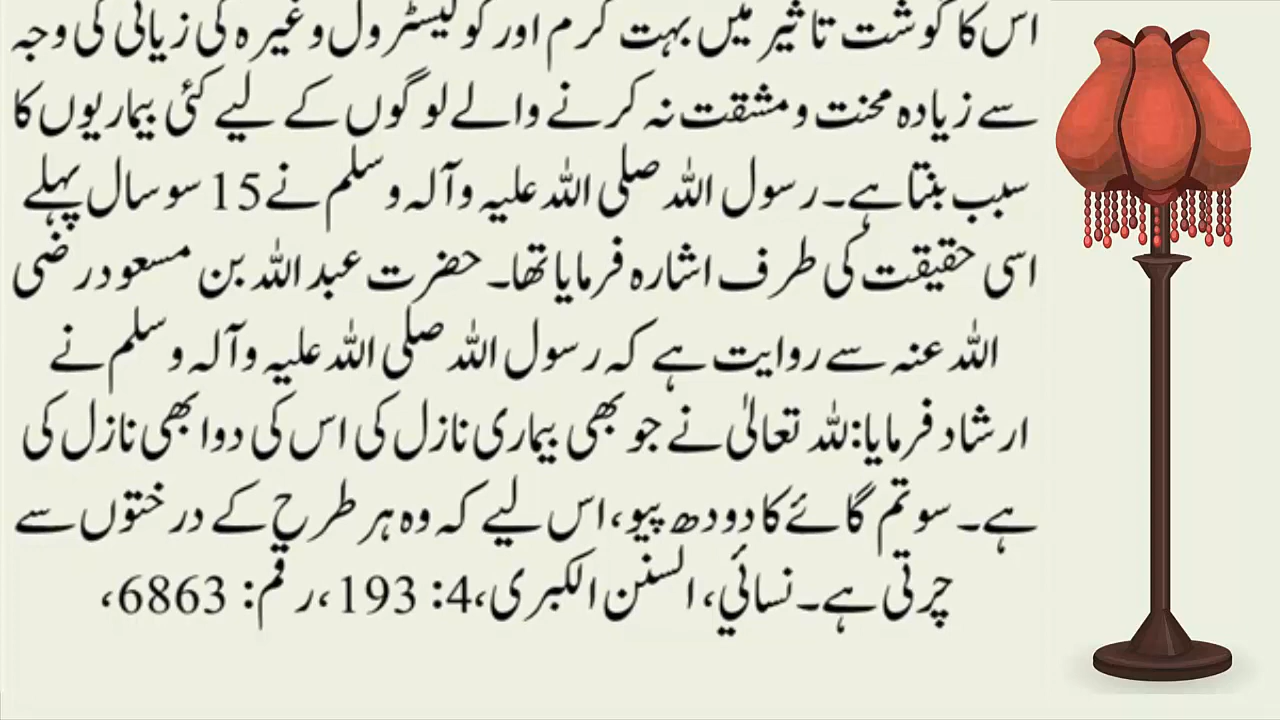 اس کا گوشت تاثیر میں بہت گرم اور کولیسٹرول وغیرہ کی زیاتی کی وجہ
سے زیادہ محنت و مشقت نہ کرنے والے لوگوں کے لیے کئی بیماریوں کا
سبب بنتا ہے۔ رسول اللہ صلی اللہ علیہ وآلہ وسلم نے 15 سو سال پہلے
اسی حقیقت کی طرف اشارہ فرمایا تھا۔ حضرت عبد اللہ بن مسعود رضی
اللہ عنہ سے روایت ہے کہ رسول اللہ صلی اللہ علیہ وآلہ وسلم نے
ارشاد فرمایا:للہ تعالیٰ نے جو بھی بیماری نازل کی اس کی دوا بھی نازل کی
ہے۔ سو تم گائے کا دودھ پیو، اس لیے کہ وہ ہر طرح کے درختوں سے
چرتی ہے۔ نسائي، السنن الکبری، 4: 193، رقم: 6863،